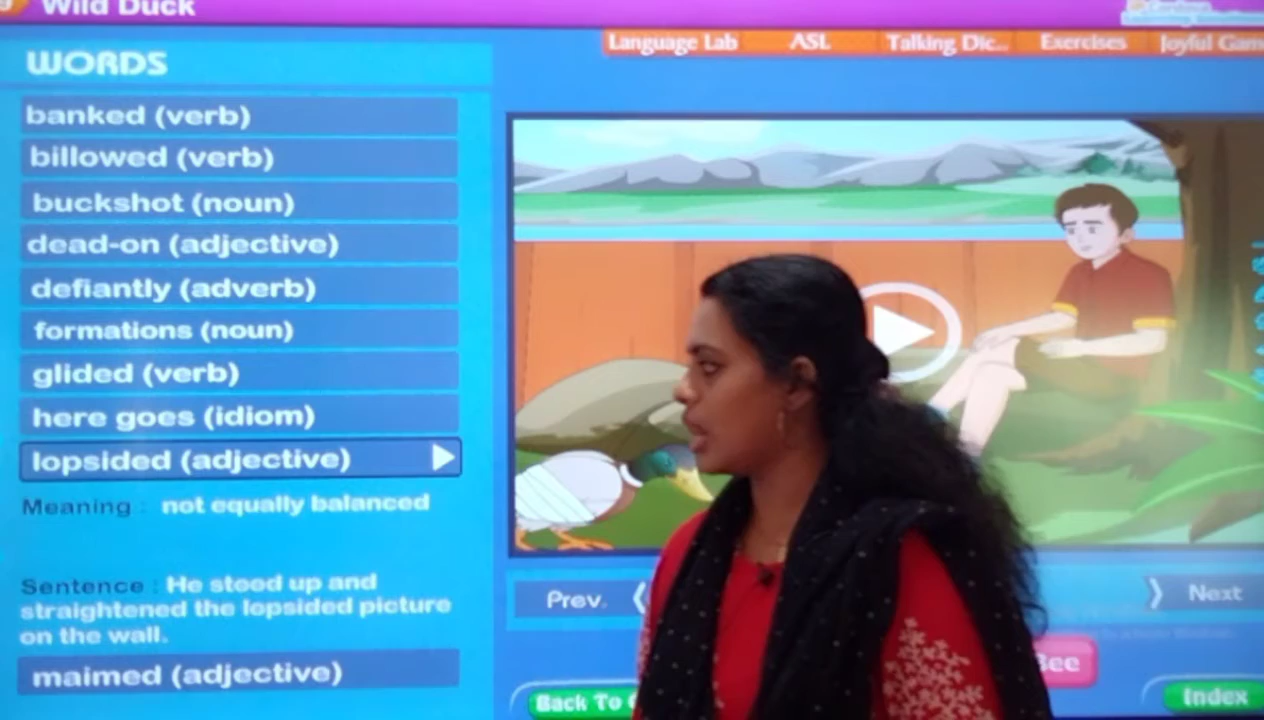 Wild Duck
Language Lab
ASL
Talking Dic..
Exercises
Joyful Gam
WORDS
banked (verb)
billowed (verb)
buckshot (noun)
dead-on (adjective)
defiantly (adverb)
formations (noun)
glided (verb)
here goes (idiom)
lopsided (adjective)
Meaning : not equally balanced
Sentence : He stood up and
straightened the lopsided picture
on the wall.
maimed (adjective)
Prev.
Next
Bee
Back To
Index